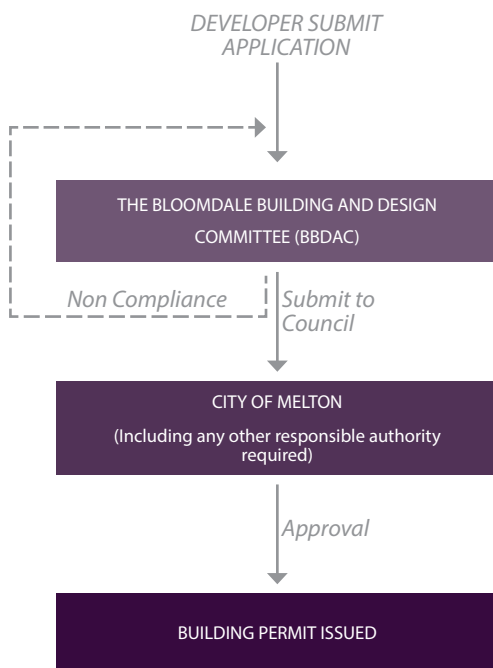 DEVELOPER SUBMIT
APPLICATION
THE BLOOMDALE BUILDING AND DESIGN
COMMITTEE (BBDAC)
Non Compliance
Submit to
Council
CITY OF MELTON
(Including any other responsible authority
required)
Approval
BUILDING PERMIT ISSUED